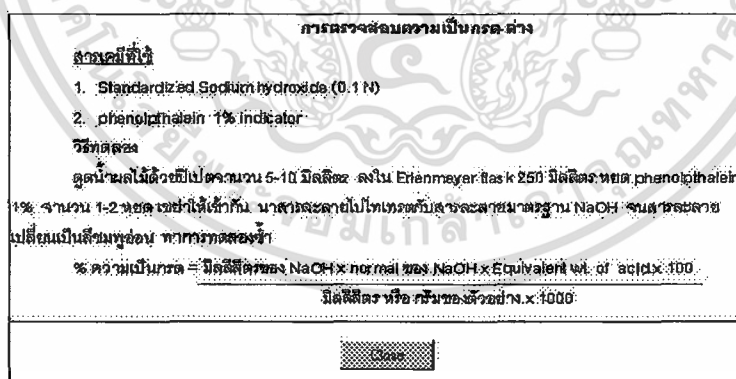 การตรวจสอบความเป็นกรด-ด่าง
สารเคมีที่ใช้
1. Standardized Sodium hydroxide (0.1 N)
2. phenolpthalein 1% indicator
วิธีทดลอง
ดูดน้ำผลไม้ด้วยปิเปตจำนวน 5-10 มิลลิตร ลงใน Erlenmeyer flask 250 มิลลิตร หยด phenolpthalein
1% จำนวน 1-2 หยด เขย่าให้เข้ากัน นำสารละลายไปไทเทรตกับสารละลายมาตรฐาน NaOH จนสารละลาย
เปลี่ยนเป็นสีชมพูอ่อน ทำการทดลองซ้ำ
% ความเป็นกรด = มิลลิลิตรของ NaOH x normal ของ NaOH x Equivalent wt. of acid x 100
มิลลิลิตร หรือ กรัมของตัวอย่าง x 1000
Close